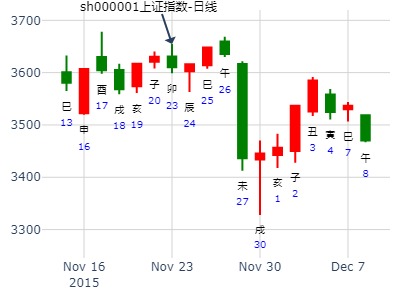 sh000001上证指数-日线
3700
3600
3500
3400
3300
巳
13
申
16
酉
17
戌
18
亥
19
子
20
卯
23
辰
24
巳
25
午
26
未
27
戌
30
亥
1
子
2
丑
3
寅
4
巳
7
午
8
Nov 16
2015
Nov 23
Nov 30
Dec 7